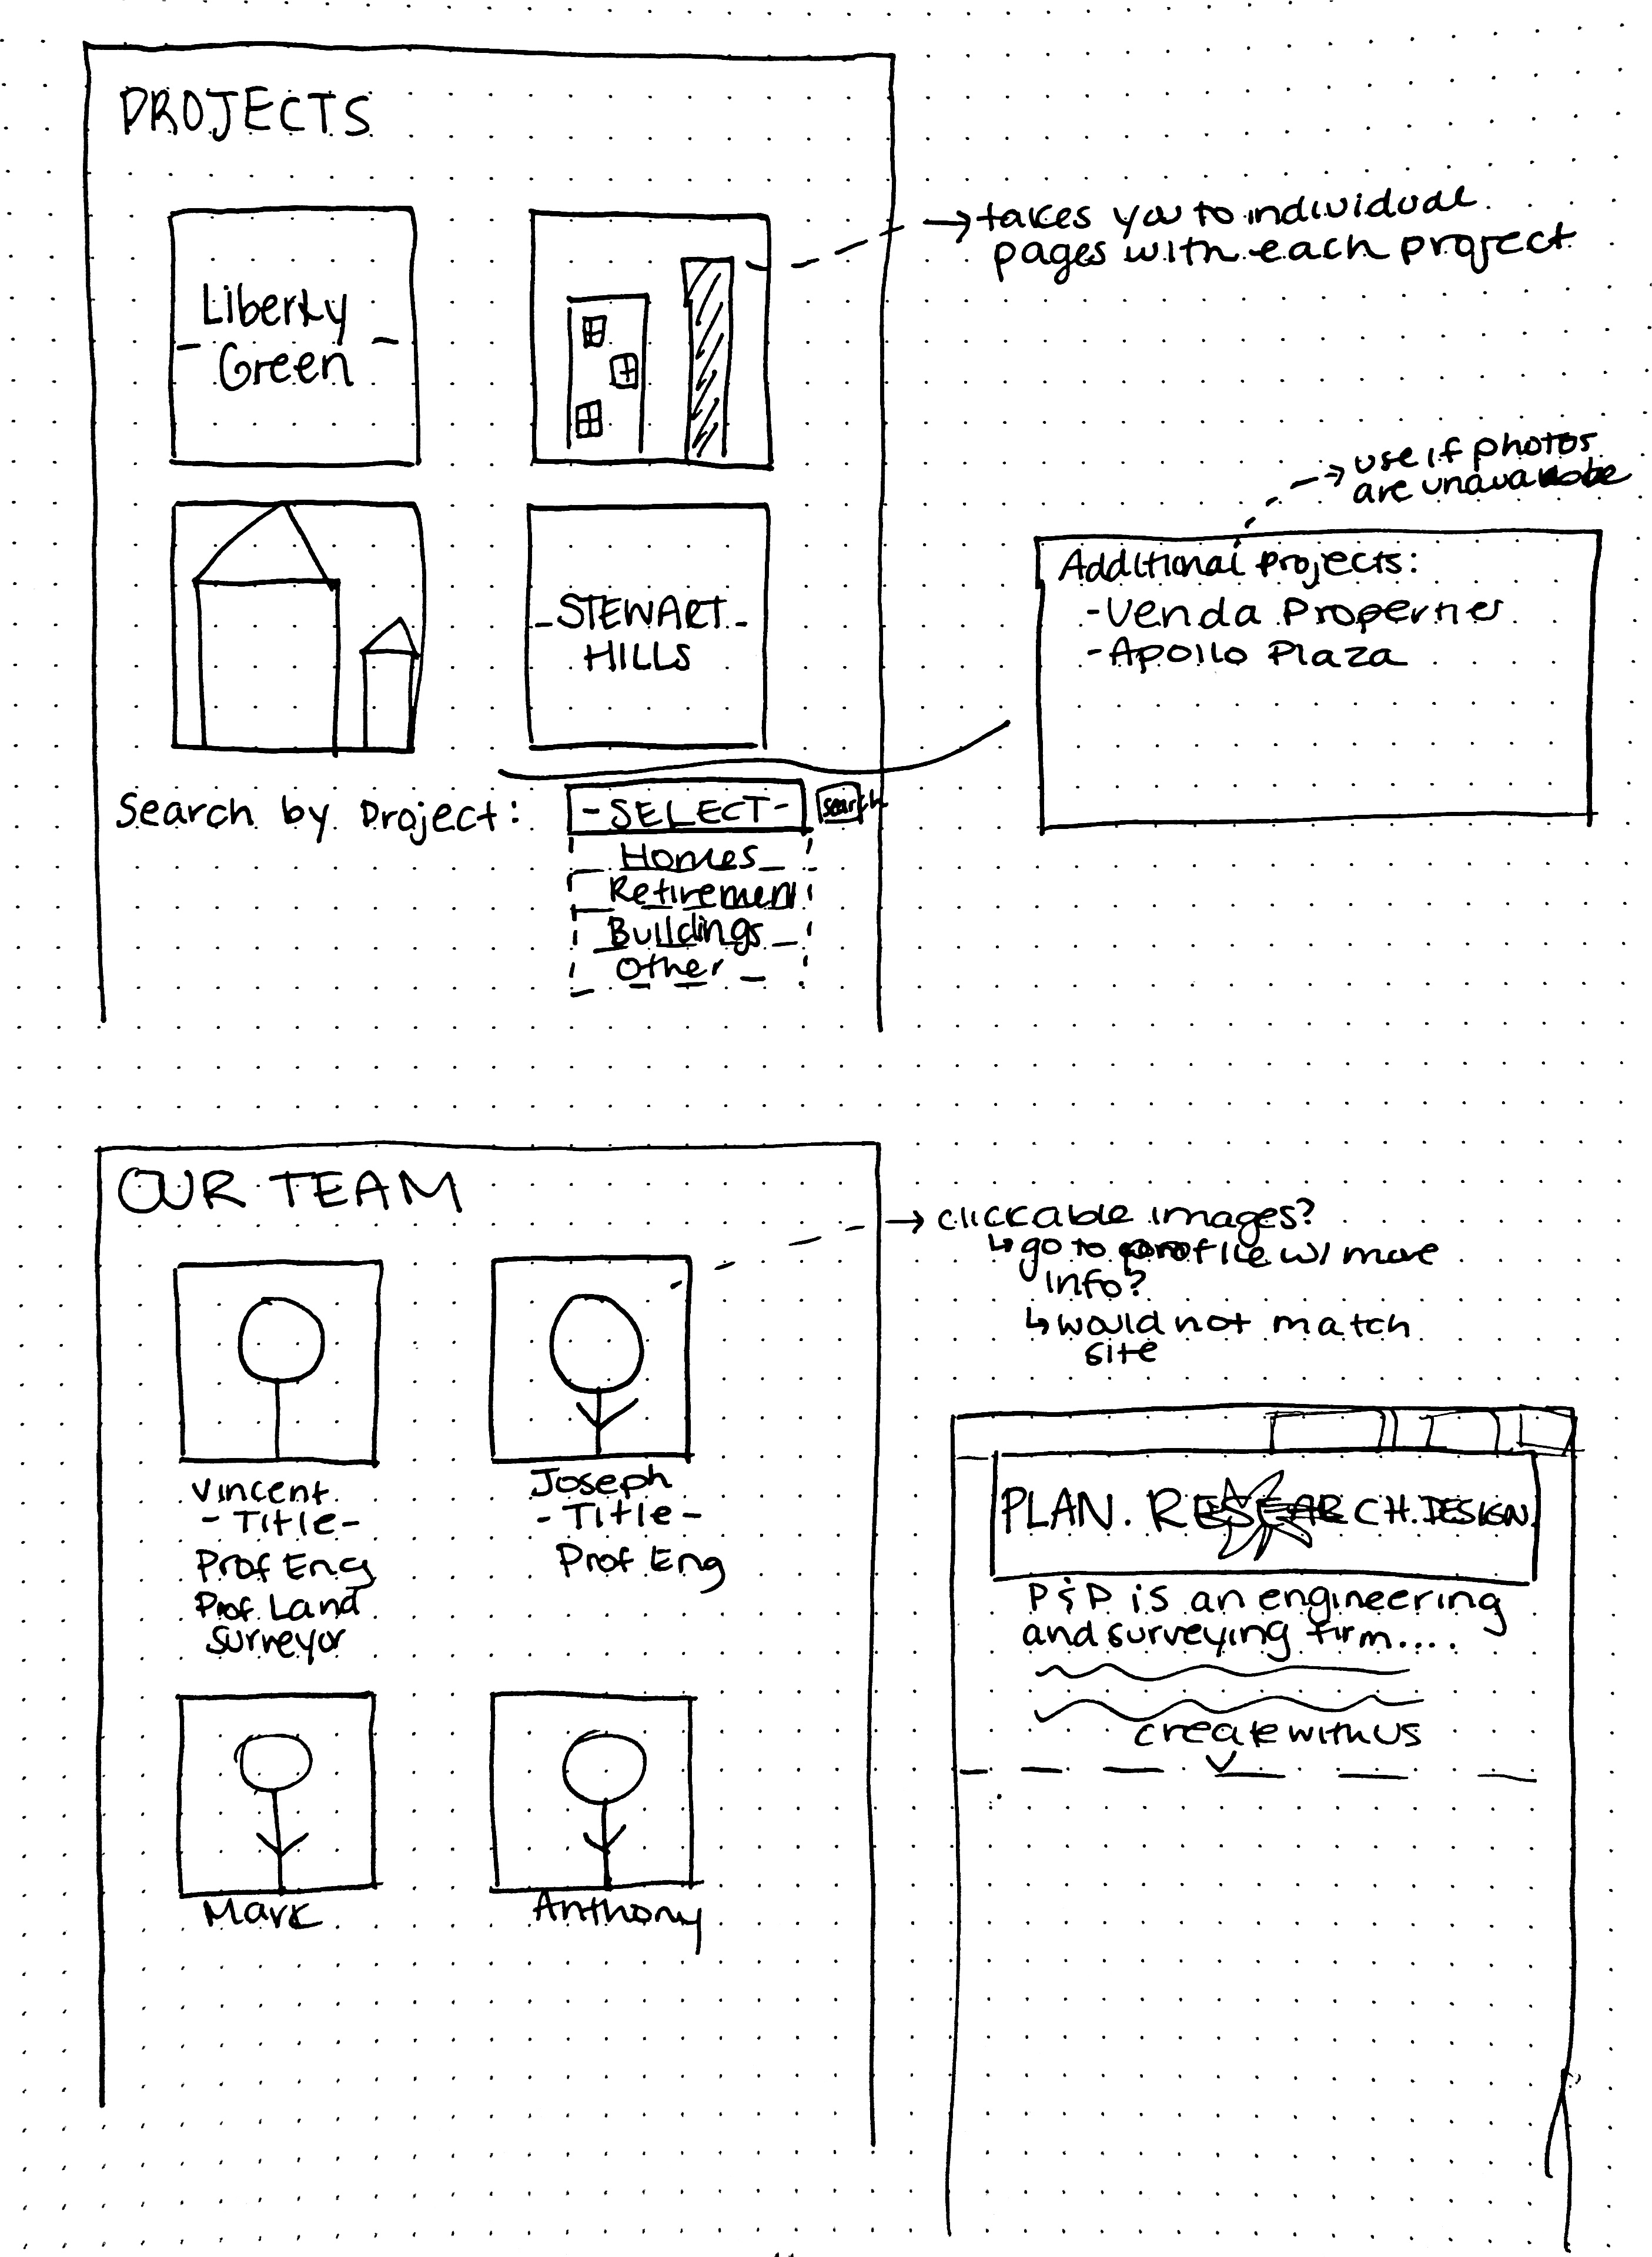 PROJECTS
Liberty
Green
→ takes you to individual
pages with each project
STEWART
HILLS
→ use if photos
are
Additional Projects:
- Venda Properties
- Apollo Plaza
Search by Project:
-SELECT-
search
Homes
Retirement
Buildings
Other
OUR TEAM
→ clickable images?
↳ go to profile w/ more
info?
↳ would not match
site
Vincent
- Title -
Prof Eng
Prof. Land
Surveyor
Joseph
- Title -
Prof Eng
Mark
Anthony
PLAN. RESEARCH. DESIGN.
P&P is an engineering
and surveying firm....
create with us